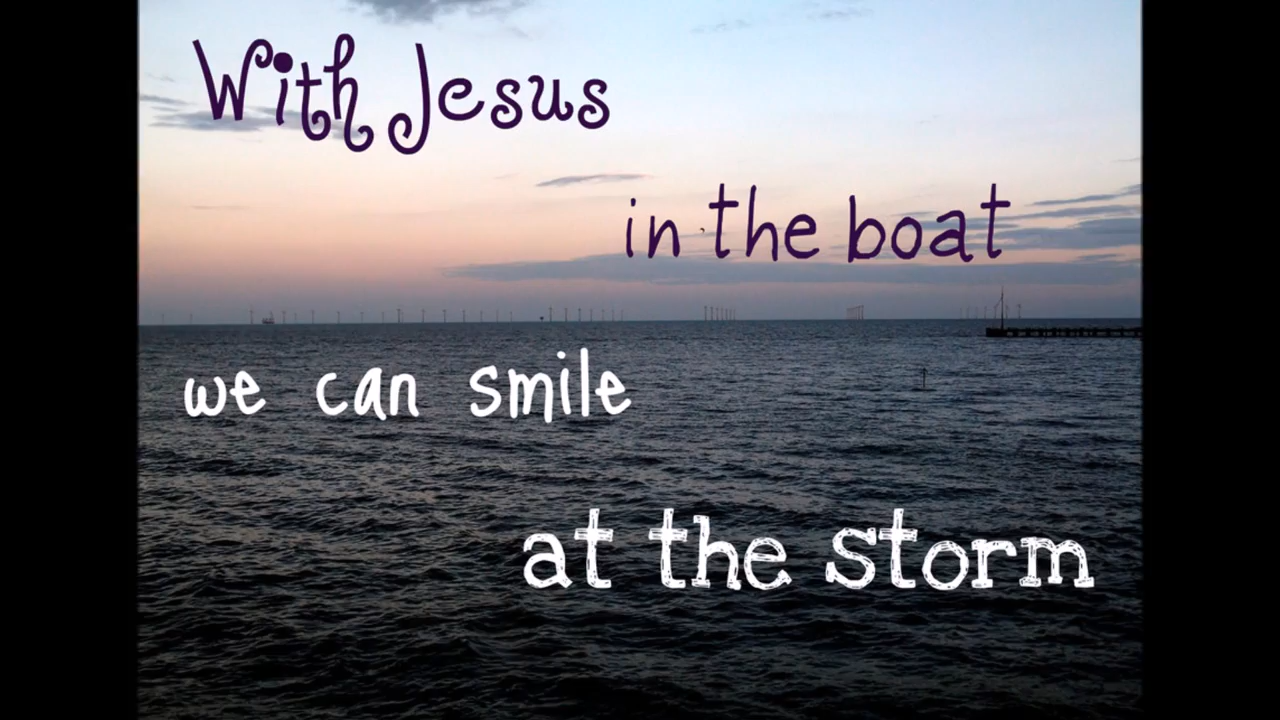 With Jesus
in the boat
we can smile
at the storm